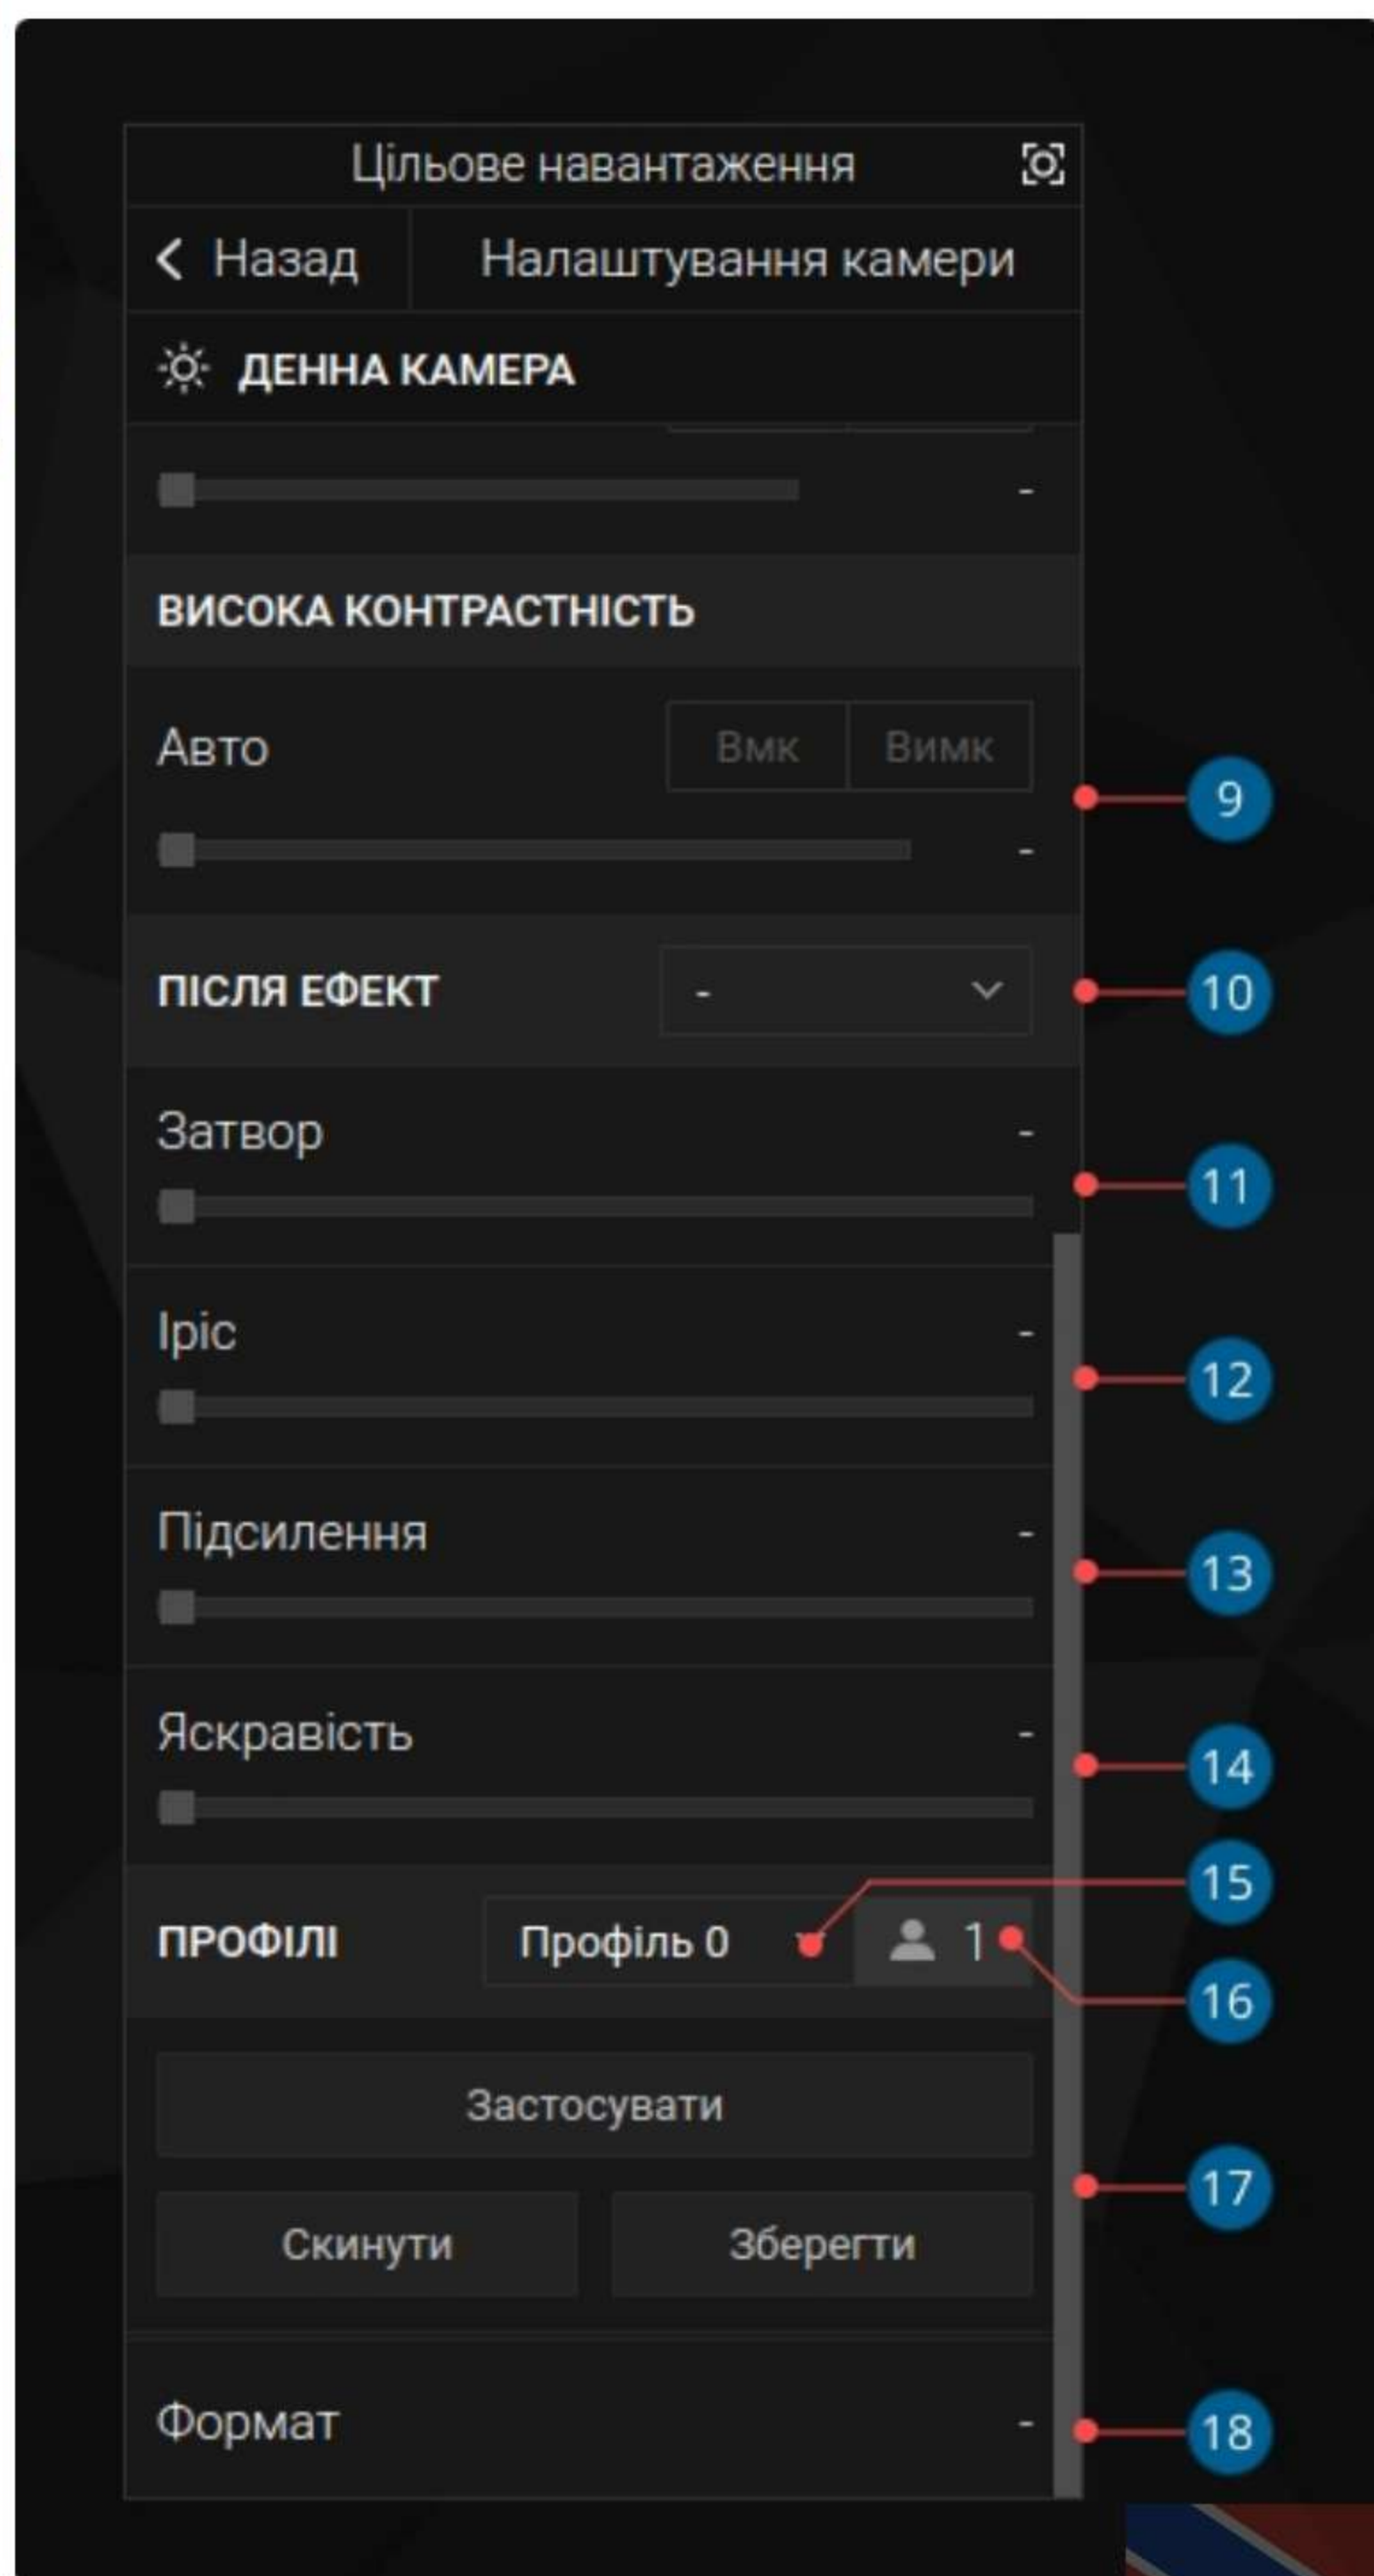 Цільове навантаження
Назад Налаштування камери
ДЕННА КАМЕРА
-
ВИСОКА КОНТРАСТНІСТЬ
Авто Вмк Вимк
9
-
ПІСЛЯ ЕФЕКТ - 10
Затвор -
11
Іріс -
12
Підсилення -
13
Яскравість -
14
15
ПРОФІЛІ Профіль 0 1
16
Застосувати
17
Скинути Зберегти
Формат - 18